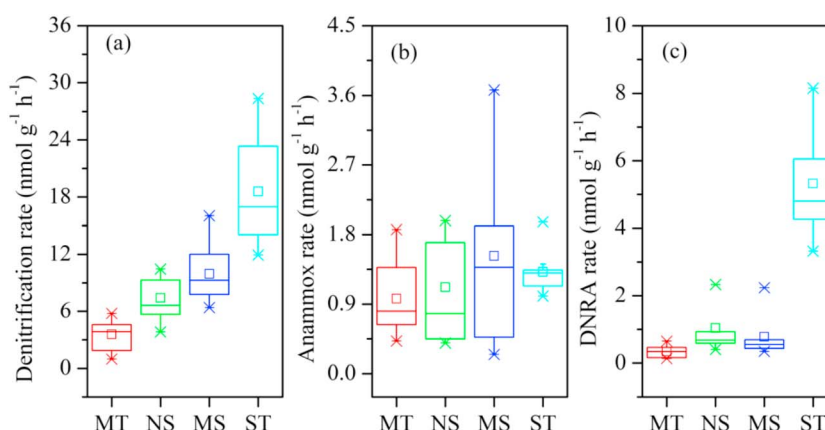 (a)
Denitrification rate (nmol g⁻¹ h⁻¹)
36
30
24
18
12
6
0
MT NS MS ST
(b)
Anammox rate (nmol g⁻¹ h⁻¹)
4.5
3.6
2.7
1.8
0.9
0.0
MT NS MS ST
(c)
DNRA rate (nmol g⁻¹ h⁻¹)
10
8
6
4
2
0
MT NS MS ST